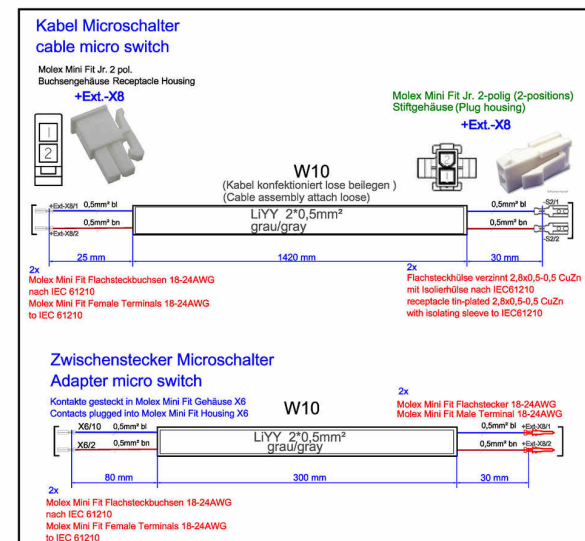 Kabel Microschalter
cable micro switch
Molex Mini Fit Jr. 2 pol.
Buchsengehäuse Receptacle Housing
+Ext.-X8
1
2
Molex Mini Fit Jr. 2-polig (2-positions)
Stiftgehäuse (Plug housing)
+Ext.-X8
2
W10
(Kabel konfektioniert lose beilegen )
(Cable assembly attach loose)
+Ext-X8/1 0,5mm² bl
LiYY 2*0,5mm²
grau/gray
0,5mm² bl -S2/1
+Ext-X8/2 0,5mm² bn
0,5mm² bn -S2/2
25 mm 1420 mm 30 mm
2x
Molex Mini Fit Flachsteckbuchsen 18-24AWG
nach IEC 61210
Molex Mini Fit Female Terminals 18-24AWG
to IEC 61210
2x
Flachsteckhülse verzinnt 2,8x0,5-0,5 CuZn
mit Isolierhülse nach IEC61210
receptacle tin-plated 2,8x0,5-0,5 CuZn
with isolating sleeve to IEC61210
Zwischenstecker Microschalter
Adapter micro switch
Kontakte gesteckt in Molex Mini Fit Gehäuse X6
Contacts plugged into Molex Mini Fit Housing X6
W10
2x
Molex Mini Fit Flachstecker 18-24AWG
Molex Mini Fit Male Terminal 18-24AWG
X6/10 0,5mm² bl
LiYY 2*0,5mm²
grau/gray
0,5mm² bl +Ext-X8/1
X6/2 0,5mm² bn
0,5mm² bn +Ext-X8/2
80 mm 300 mm 30 mm
2x
Molex Mini Fit Flachsteckbuchsen 18-24AWG
nach IEC 61210
Molex Mini Fit Female Terminals 18-24AWG
to IEC 61210